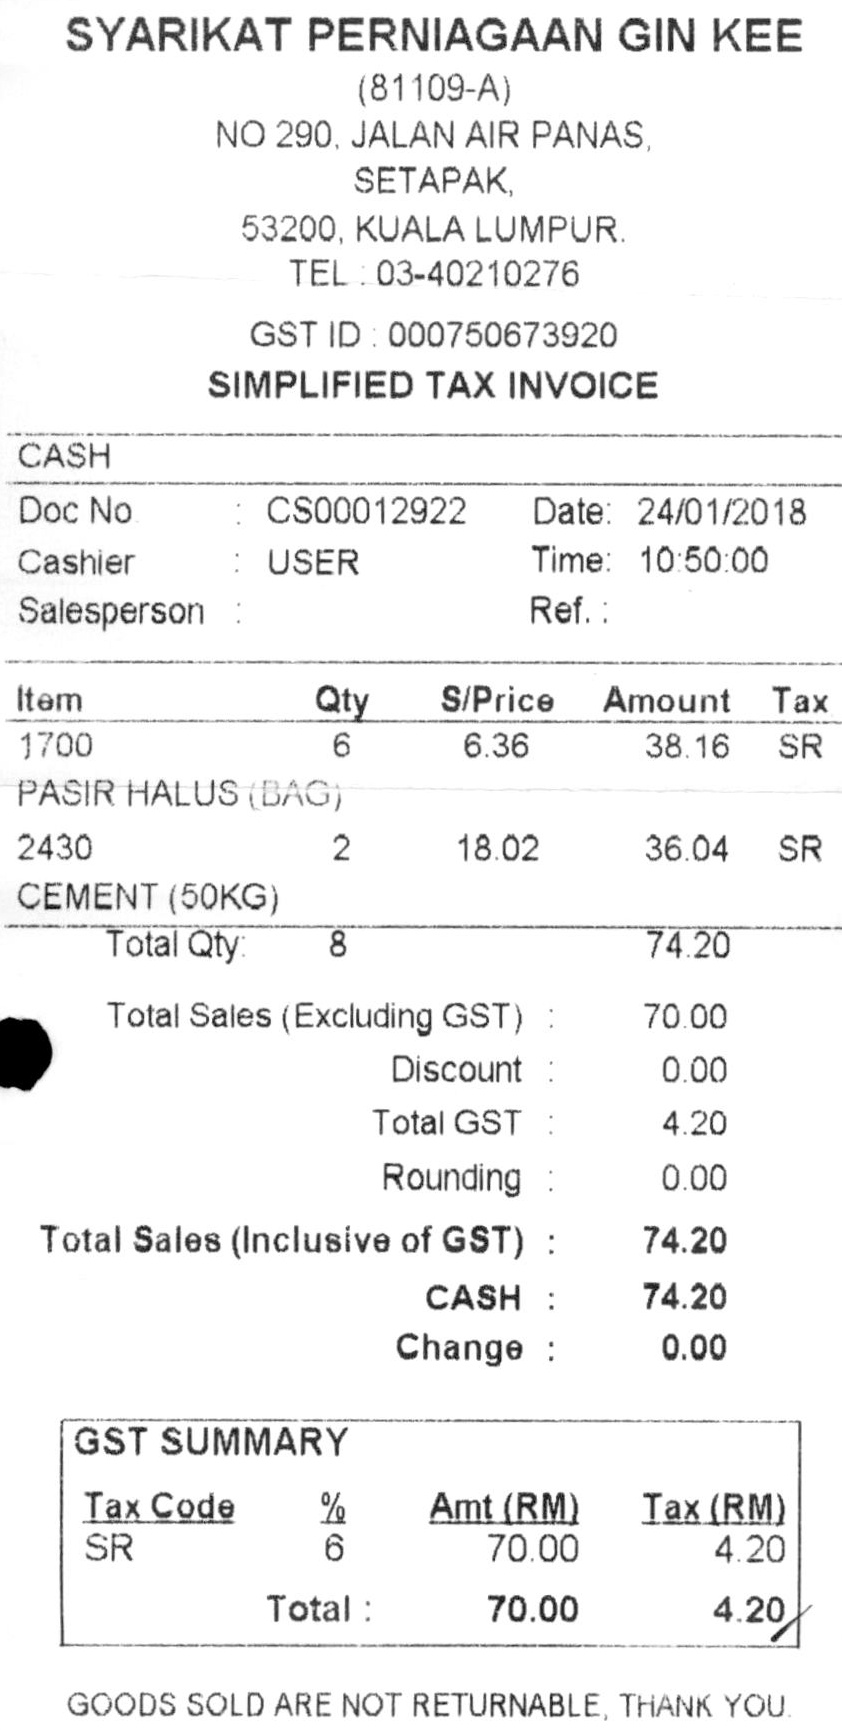 SYARIKAT PERNIAGAAN GIN KEE
(81109-A)
NO 290, JALAN AIR PANAS,
SETAPAK,
53200, KUALA LUMPUR.
TEL : 03-40210276
GST ID : 000750673920
SIMPLIFIED TAX INVOICE
CASH
Doc No : CS00012922 Date: 24/01/2018
Cashier : USER Time: 10:50:00
Salesperson : Ref. :
Item Qty S/Price Amount Tax
1700 6 6.36 38.16 SR
PASIR HALUS (BAG)
2430 2 18.02 36.04 SR
CEMENT (50KG)
Total Qty: 8 74.20
Total Sales (Excluding GST) : 70.00
Discount : 0.00
Total GST : 4.20
Rounding : 0.00
Total Sales (Inclusive of GST) : 74.20
CASH : 74.20
Change : 0.00
GST SUMMARY
Tax Code % Amt (RM) Tax (RM)
SR 6 70.00 4.20
Total : 70.00 4.20
GOODS SOLD ARE NOT RETURNABLE, THANK YOU.